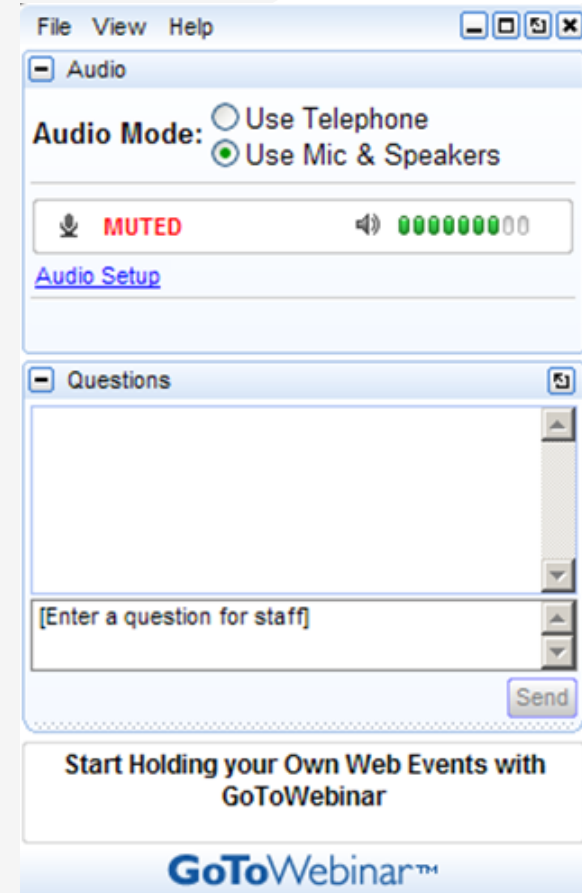 File View Help
Audio
Audio Mode: Use Telephone
Use Mic & Speakers
MUTED
Audio Setup
Questions
[Enter a question for staff]
Send
Start Holding your Own Web Events with
GoToWebinar
GoToWebinar™